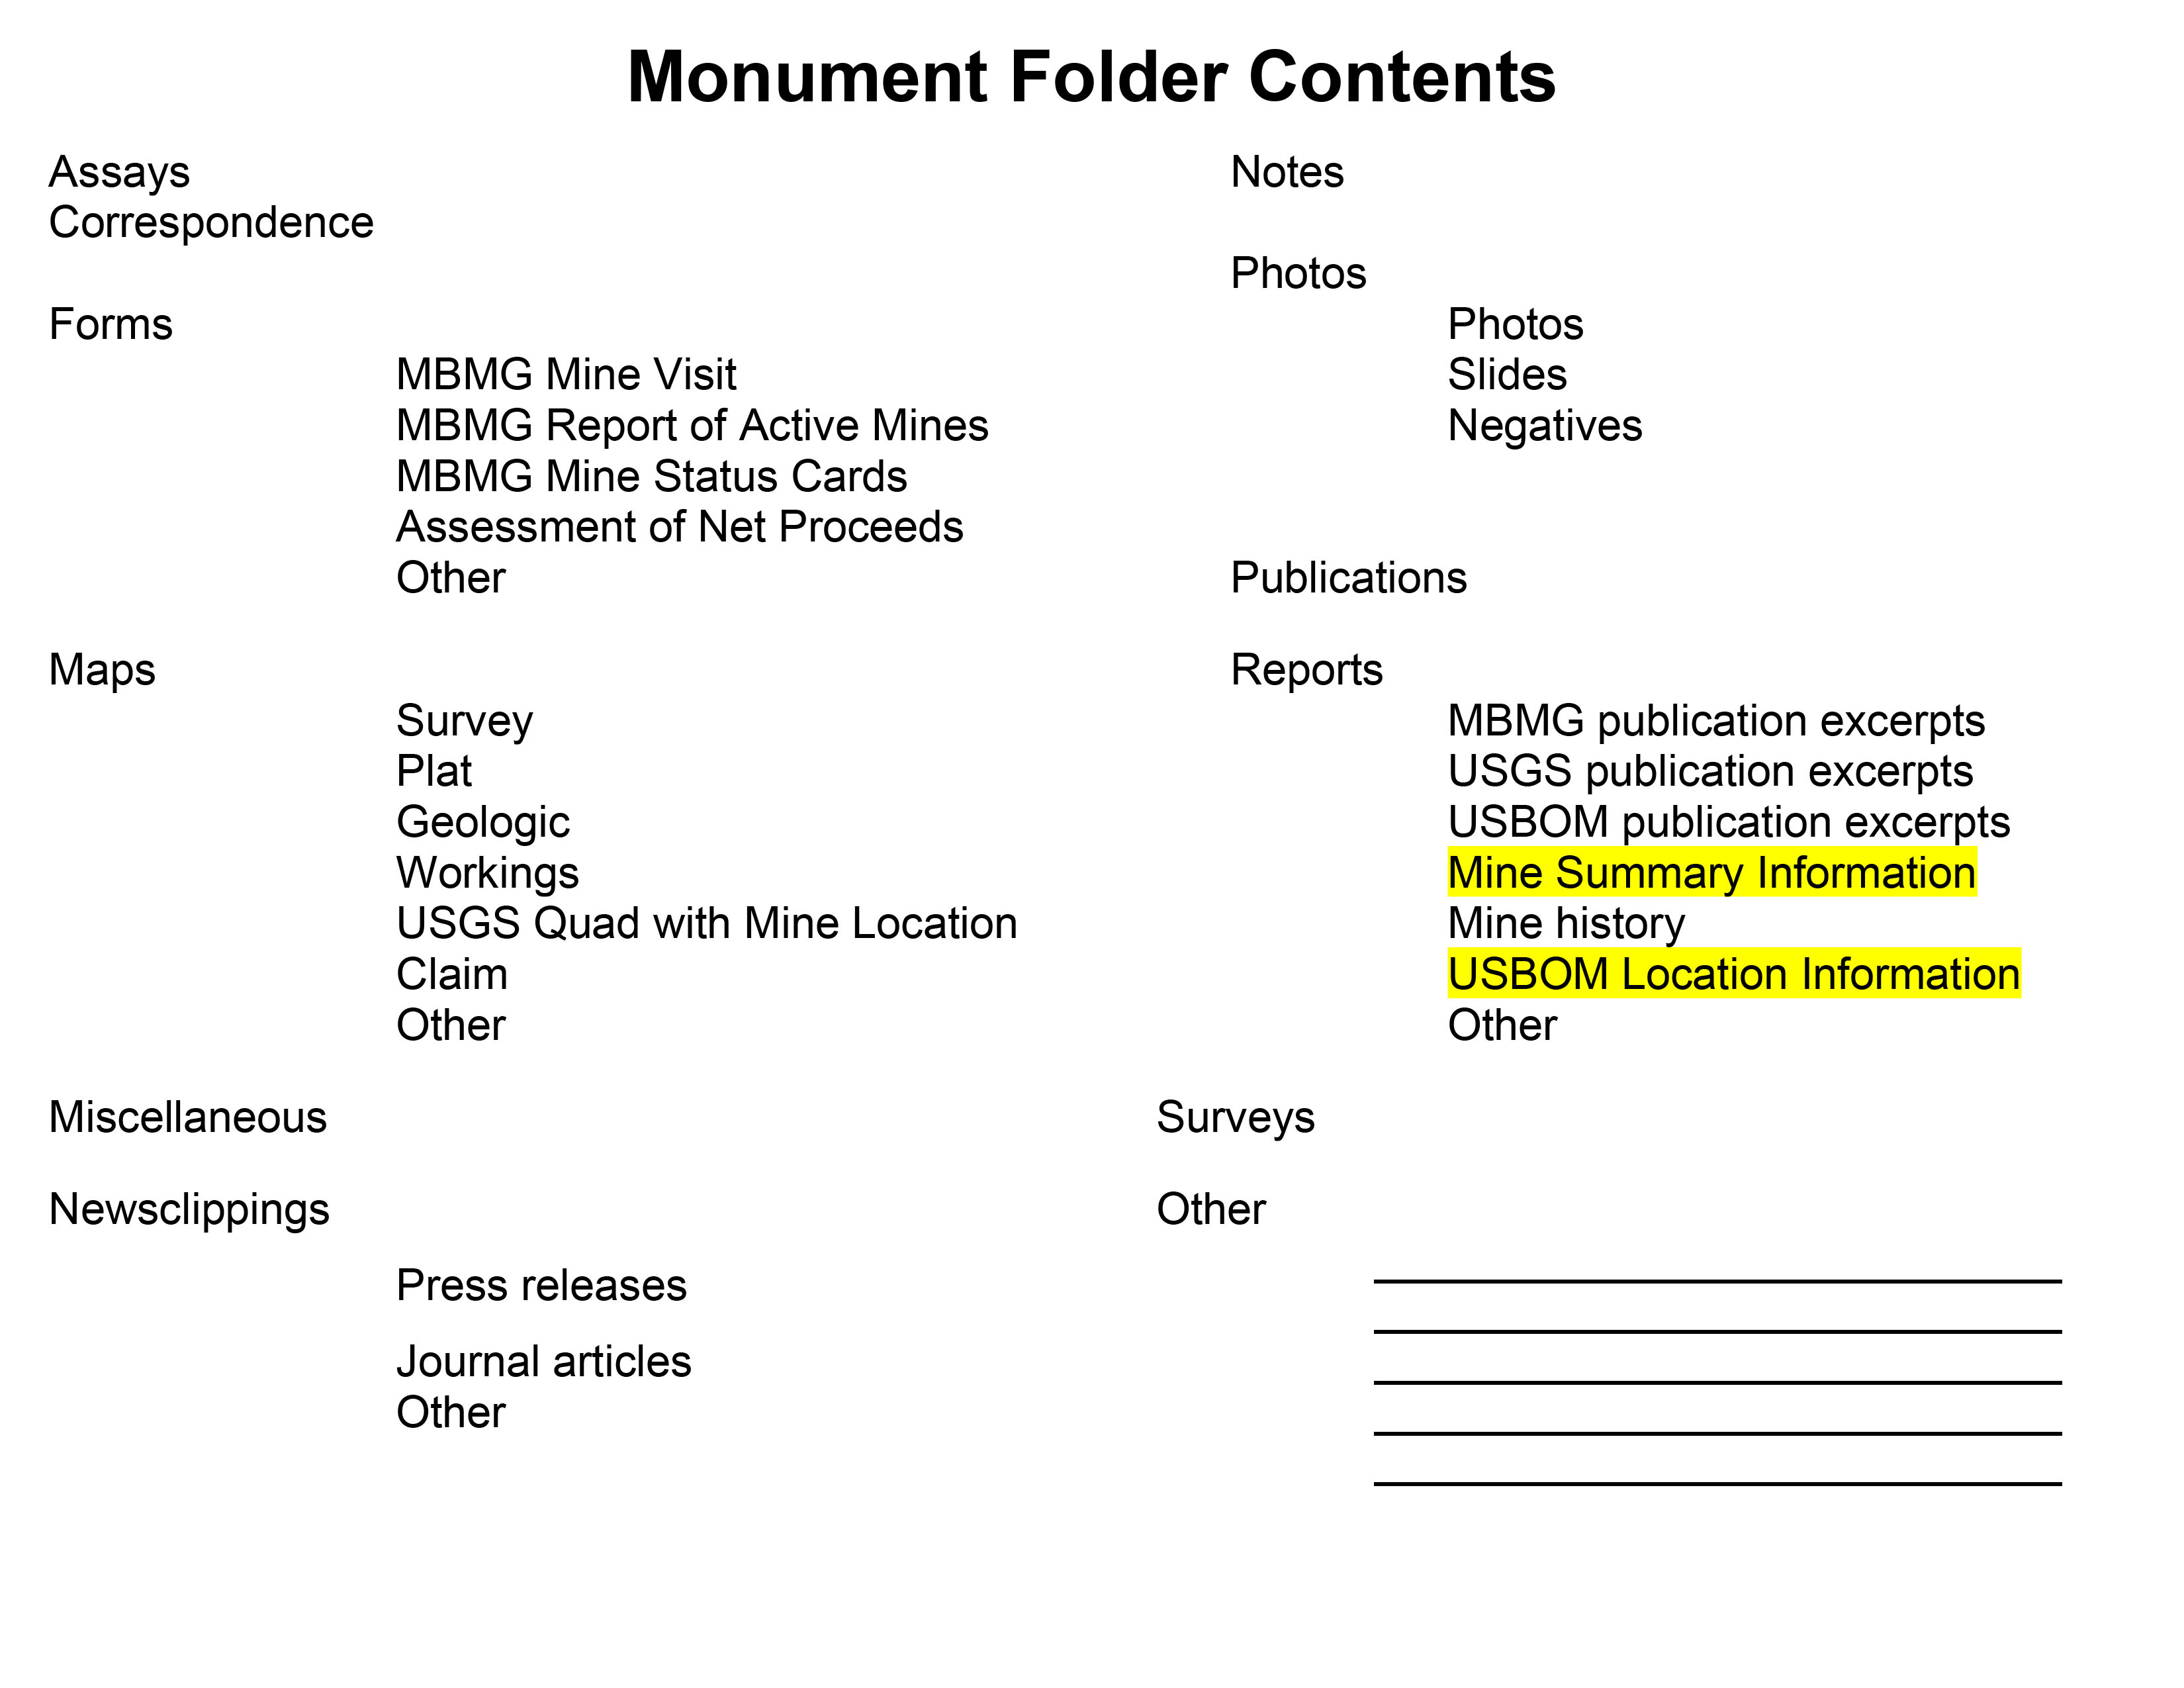 Monument Folder Contents
Assays
Correspondence
Forms
MBMG Mine Visit
MBMG Report of Active Mines
MBMG Mine Status Cards
Assessment of Net Proceeds
Other
Maps
Survey
Plat
Geologic
Workings
USGS Quad with Mine Location
Claim
Other
Miscellaneous
Newsclippings
Press releases
Journal articles
Other
Notes
Photos
Photos
Slides
Negatives
Publications
Reports
MBMG publication excerpts
USGS publication excerpts
USBOM publication excerpts
Mine Summary Information
Mine history
USBOM Location Information
Other
Surveys
Other